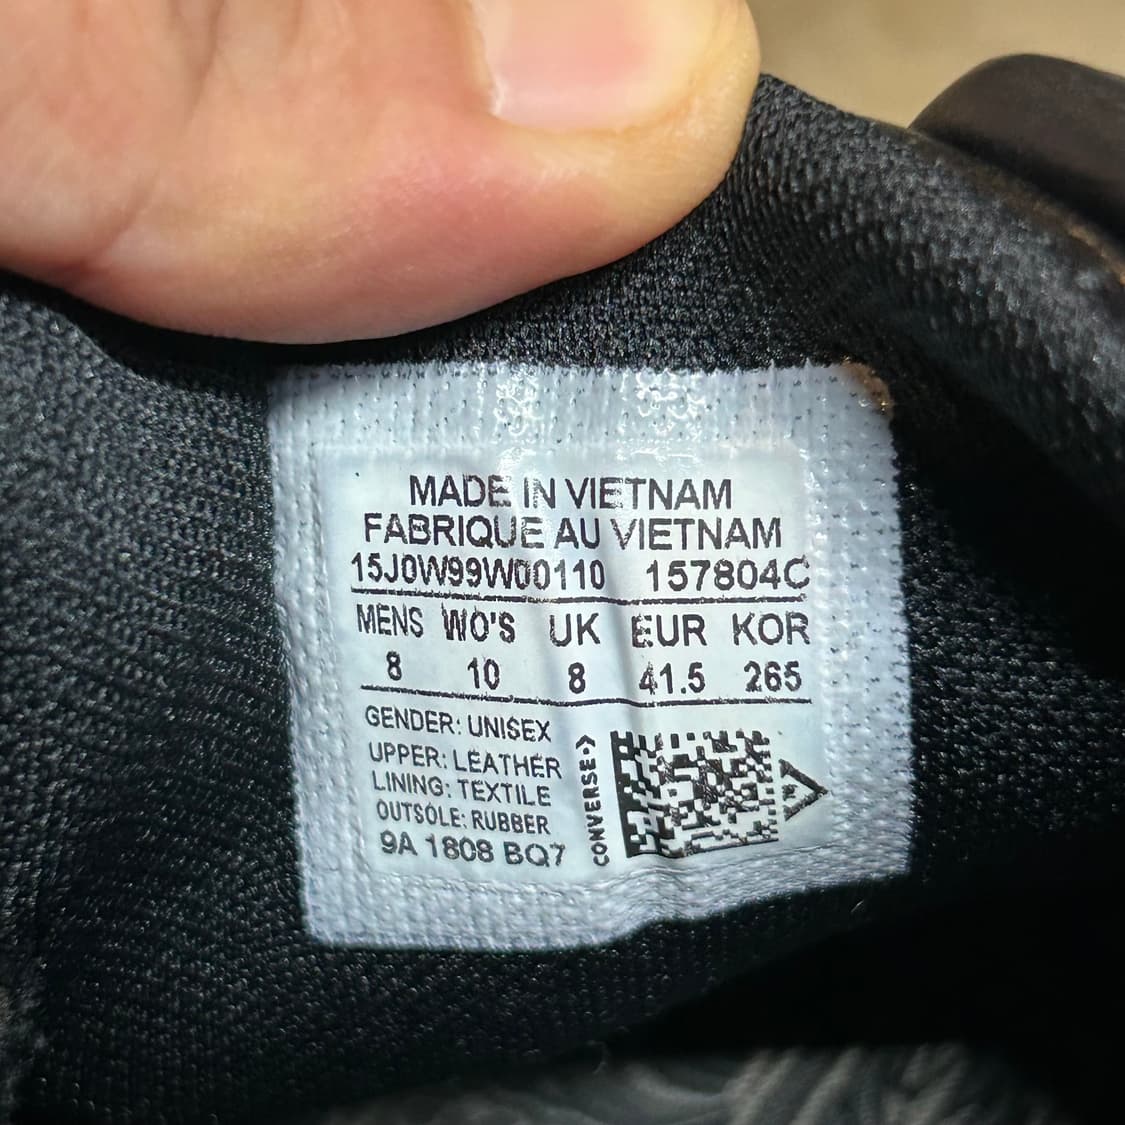 MADE IN VIETNAM
FABRIQUE AU VIETNAM
15J0W99W00110 157804C
MENS WO'S UK EUR KOR
8 10 8 41.5 265
GENDER: UNISEX
UPPER: LEATHER
LINING: TEXTILE
OUTSOLE: RUBBER
9A 1808 BQ7
CONVERSE